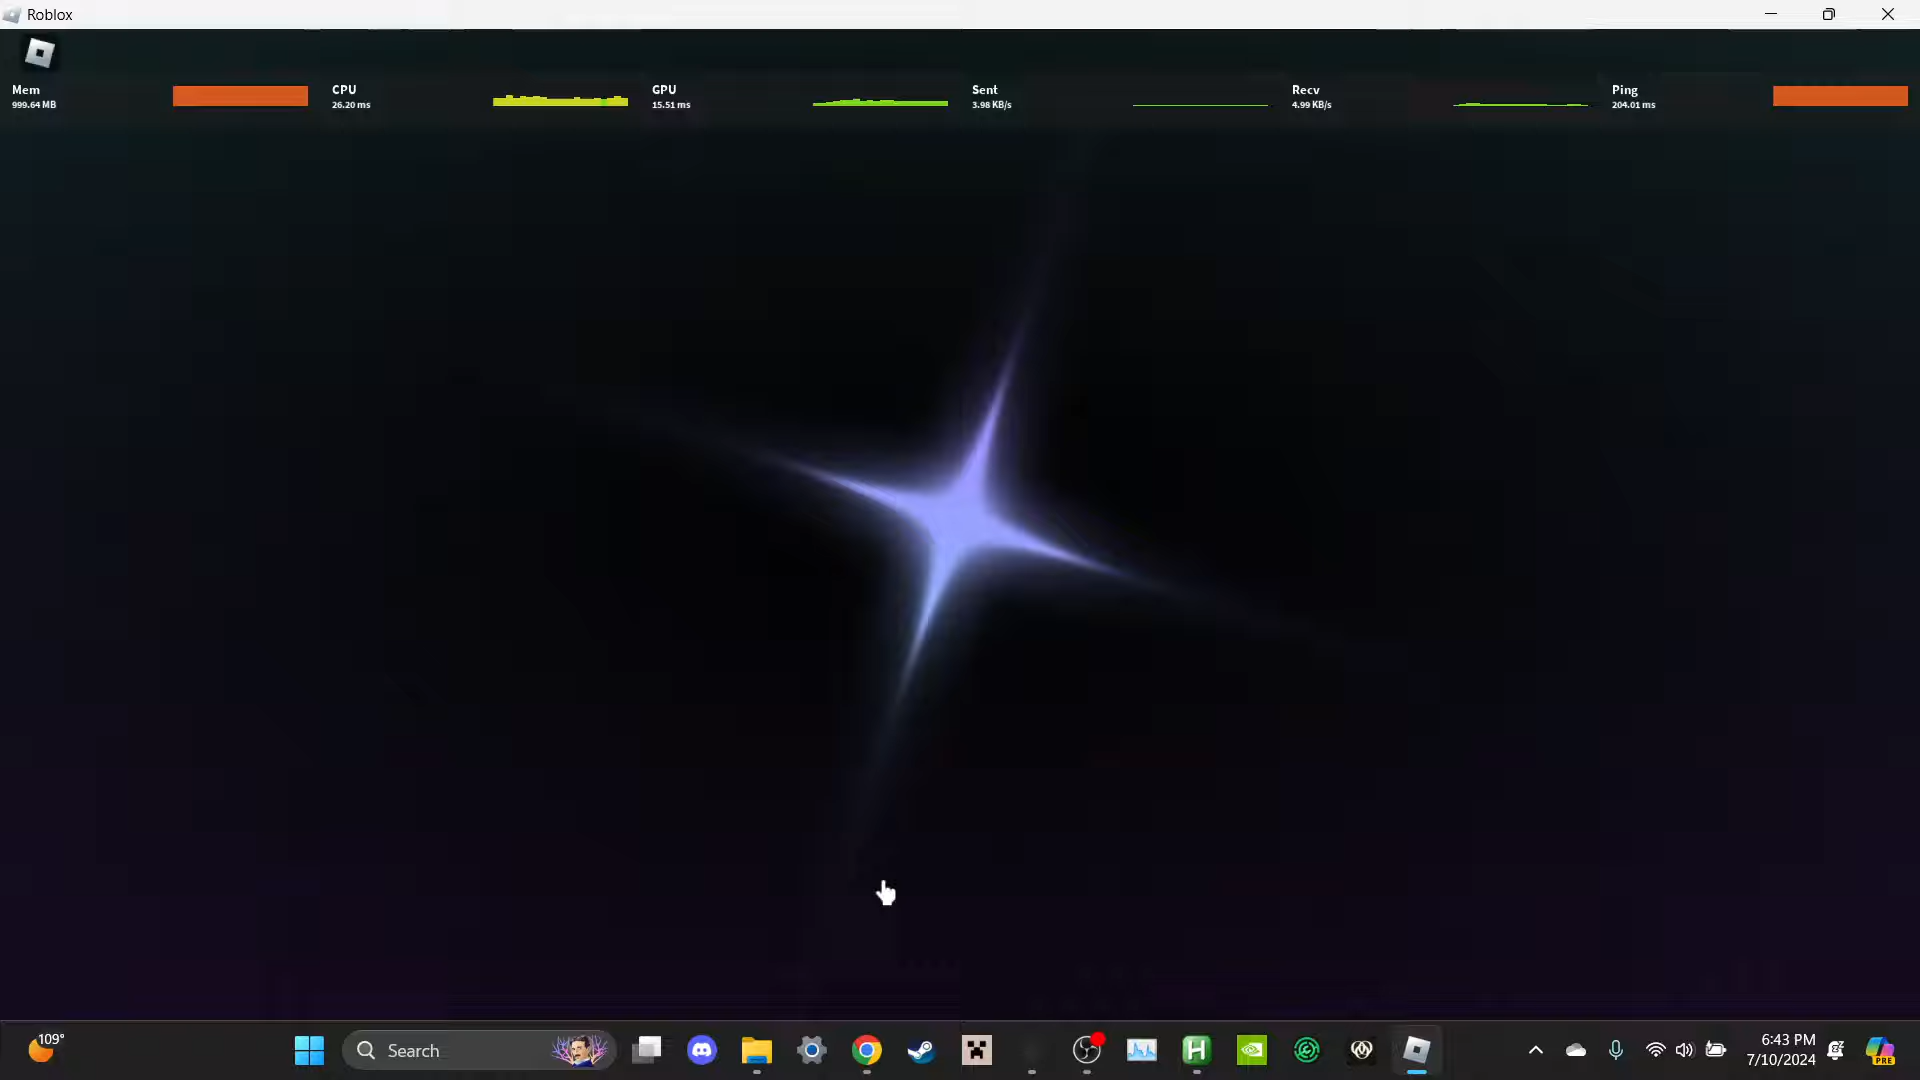 Roblox
Mem CPU GPU Sent Recv Ping
999.64 MB 26.20 ms 15.51 ms 3.98 KB/s 4.99 KB/s 204.01 ms
109°
Search
6:43 PM
7/10/2024
PRE